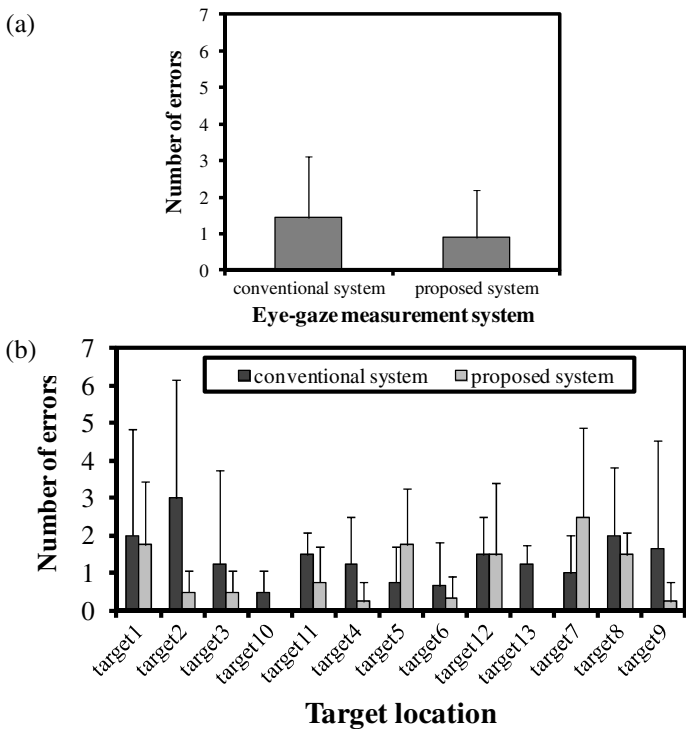 (a)
Number of errors
7
6
5
4
3
2
1
0
conventional system proposed system
Eye-gaze measurement system
(b)
Number of errors
7
6
5
4
3
2
1
0
conventional system proposed system
target1 target2 target3 target10 target11 target4 target5 target6 target12 target13 target7 target8 target9
Target location